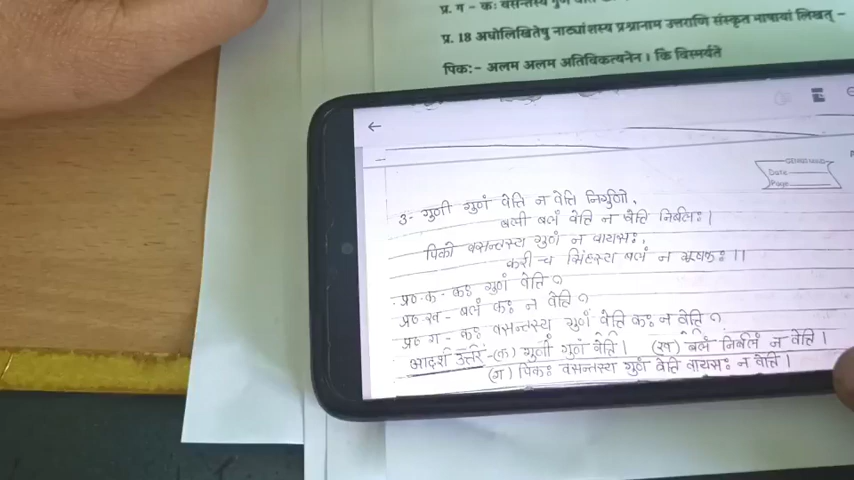 प्र. ग - कः वसन्तस्य गुणं
प्र. 18 अधोलिखितेषु नाट्यांशस्य प्रश्नानाम उत्तराणि संस्कृत भाषायां लिखत् -
पिकः- अलम अलम अतिविकत्यनेन। कि विस्मर्यते
Date
Page
3- गुणी गुणं वेत्ति न वेत्ति निर्गुणो,
बली बलं वेत्ति न वेत्ति निर्बलः।
पिको वसन्तस्य गुणं न वायसः,
करी च सिंहस्य बलं न मूषकः।।
प्र०.क - कः गुणं वेत्ति ?
प्र०.ख - बलं कः न वेत्ति ?
प्र० ग - कः वसन्तस्य गुणं वेत्ति कः न वेत्ति ?
आदर्श उत्तर -(क) गुणी गुणं वेत्ति। (ख) बलं निर्बलं न वेत्ति।
(ग) पिकः वसन्तस्य गुणं वेत्ति वायसः न वेत्ति।